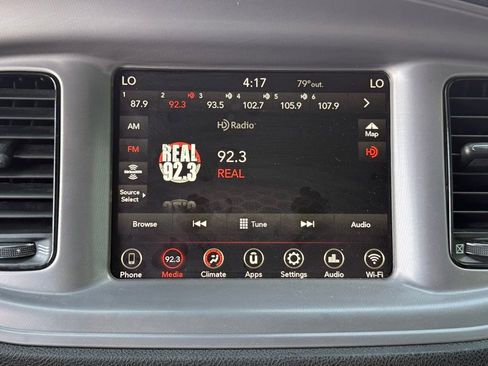 LO 4:17 79° out. LO
1 2 3 4 5 6
87.9 92.3 93.5 102.7 105.9 107.9
AM HD Radio Map
FM REAL 92.3 92.3 HD
REAL
SiriusXM
Source Select
Browse Tune Audio
92.3
Phone Media Climate Apps Settings Audio Wi-Fi